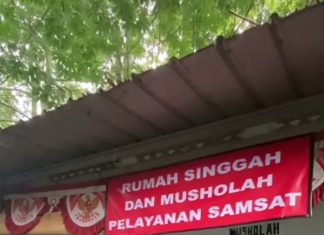 RUMAH SINGGAH
DAN MUSHOLAH
PELAYANAN SAMSAT
MUSHOLAH